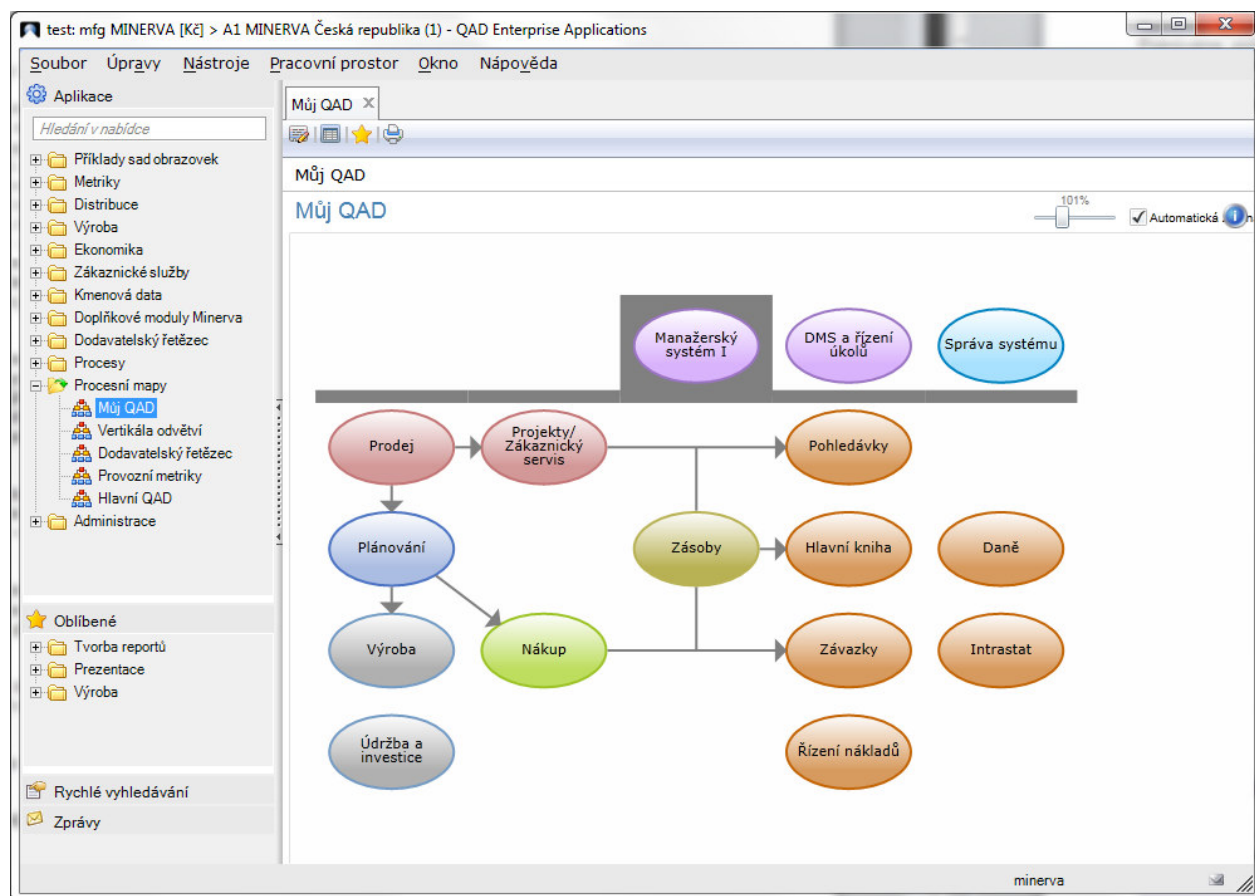 test: mfg MINERVA [Kč] > A1 MINERVA Česká republika (1) - QAD Enterprise Applications
Soubor Úpravy Nástroje Pracovní prostor Okno Nápověda
Aplikace
Hledání v nabídce
Příklady sad obrazovek
Metriky
Distribuce
Výroba
Ekonomika
Zákaznické služby
Kmenová data
Doplňkové moduly Minerva
Dodavatelský řetězec
Procesy
Procesní mapy
Můj QAD
Vertikála odvětví
Dodavatelský řetězec
Provozní metriky
Hlavní QAD
Administrace
Oblíbené
Tvorba reportů
Prezentace
Výroba
Rychlé vyhledávání
Zprávy
Můj QAD
Můj QAD
Můj QAD
101%
Automatická
Manažerský
systém I
DMS a řízení
úkolů
Správa systému
Prodej
Projekty/
Zákaznický
servis
Pohledávky
Plánování
Zásoby
Hlavní kniha
Daně
Výroba
Nákup
Závazky
Intrastat
Údržba a
investice
Řízení nákladů
minerva